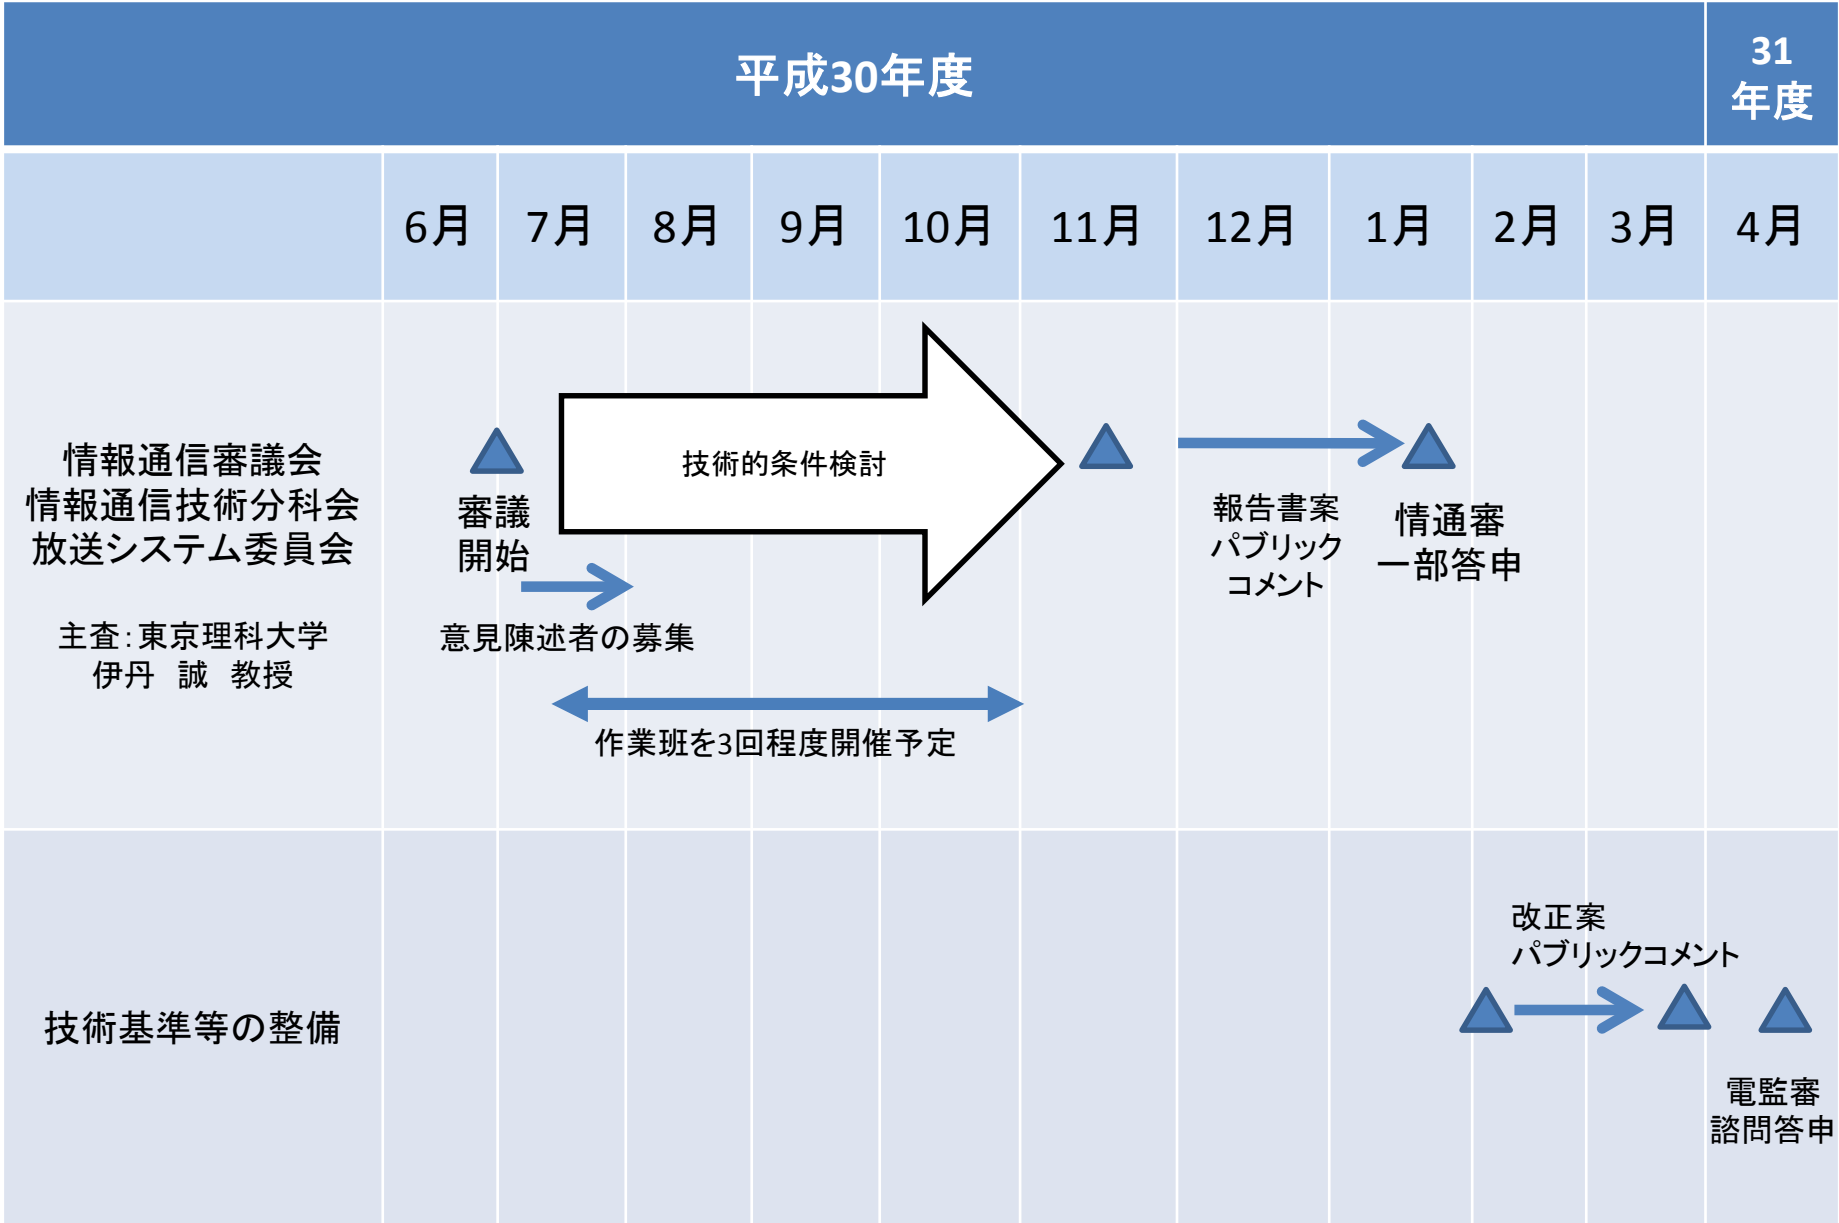 平成30年度
31
年度
6月
7月
8月
9月
10月
11月
12月
1月
2月
3月
4月
情報通信審議会
情報通信技術分科会
放送システム委員会
主査：東京理科大学
伊丹　誠　教授
審議
開始
技術的条件検討
意見陳述者の募集
作業班を3回程度開催予定
報告書案
パブリック
コメント
情通審
一部答申
技術基準等の整備
改正案
パブリックコメント
電監審
諮問答申